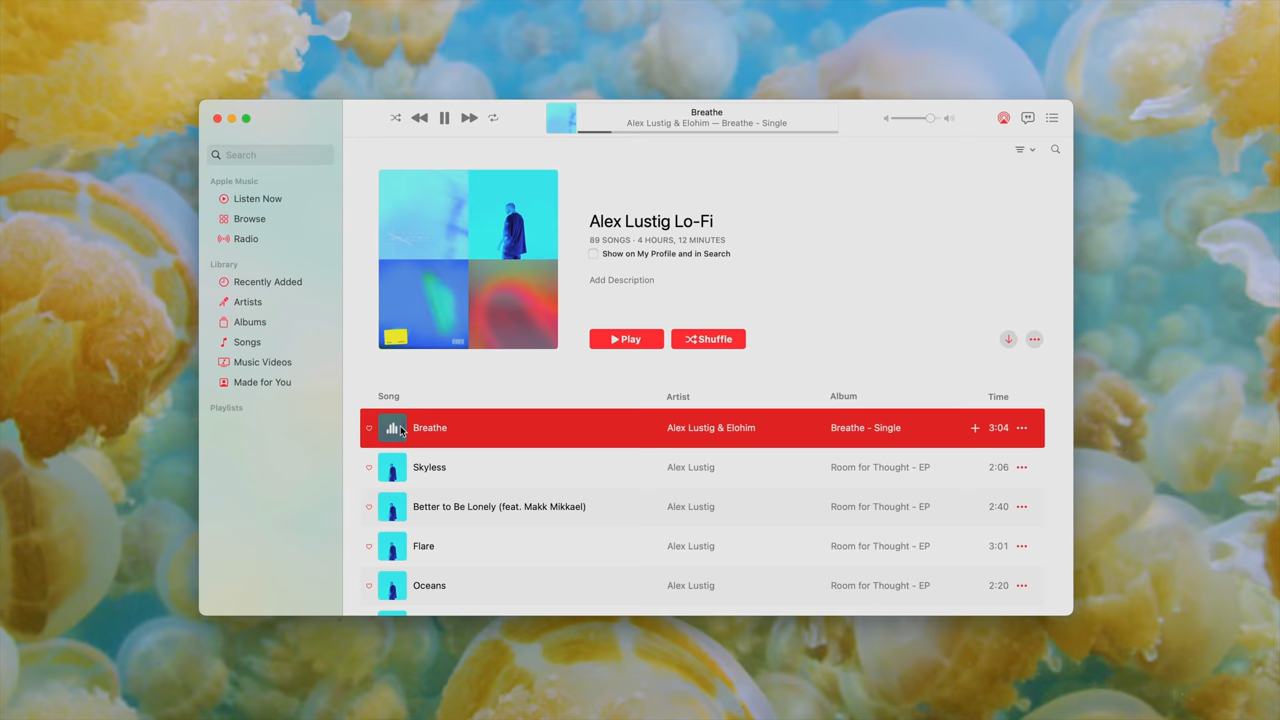 Breathe
Alex Lustig & Elohim — Breathe - Single
Search
Apple Music
Listen Now
Browse
Radio
Library
Recently Added
Artists
Albums
Songs
Music Videos
Made for You
Playlists
Alex Lustig Lo-Fi
89 SONGS · 4 HOURS, 12 MINUTES
Show on My Profile and in Search
Add Description
Play Shuffle
Song Artist Album Time
Breathe Alex Lustig & Elohim Breathe - Single 3:04
Skyless Alex Lustig Room for Thought - EP 2:06
Better to Be Lonely (feat. Makk Mikkael) Alex Lustig Room for Thought - EP 2:40
Flare Alex Lustig Room for Thought - EP 3:01
Oceans Alex Lustig Room for Thought - EP 2:20